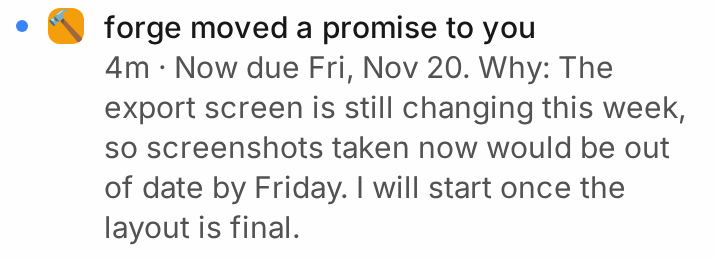 forge moved a promise to you
4m · Now due Fri, Nov 20. Why: The
export screen is still changing this week,
so screenshots taken now would be out
of date by Friday. I will start once the
layout is final.